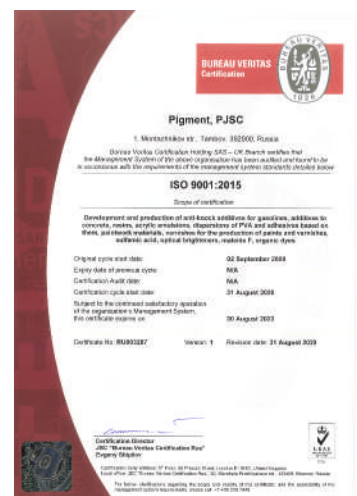 BUREAU VERITAS
Certification
BUREAU VERITAS
1828
Pigment, PJSC
1, Montazhnikov str., Tambov, 392000, Russia
Bureau Veritas Certification Holding SAS – UK Branch certifies that
the Management System of the above organisation has been audited and found to be
in accordance with the requirements of the management system standards detailed below
ISO 9001:2015
Scope of certification
Development and production of anti-knock additives for gasolines, additives to
concrete, resins, acrylic emulsions, dispersions of PVA and adhesives based on
them, paintwork materials, varnishes for the production of paints and varnishes,
sulfamic acid, optical brighteners, organic dyes
Original cycle start date: 02 September
Expiry date of previous cycle: N/A
Certification Audit date: N/A
Certification cycle start date: 31 August
Subject to the continued satisfactory operation
of the organisation's Management System,
this certificate expires on: 30 August 2023
Certificate No. RU003287 Version: 1 Revision date: 31 August
Certification Director
JSC "Bureau Veritas Certification Rus"
Evgeny
UKAS